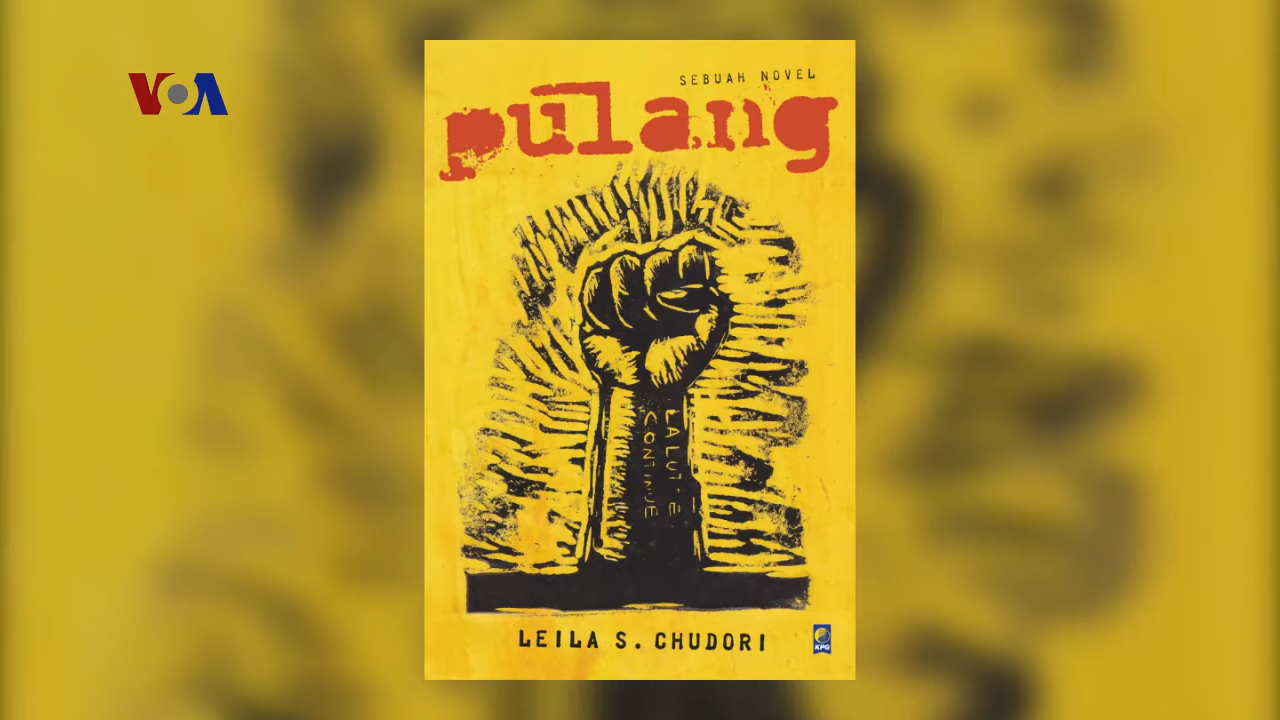 VOA
SEBUAH NOVEL
pulang
LA LUTTE
CONTINUE
LEILA S. CHUDORI
KPG